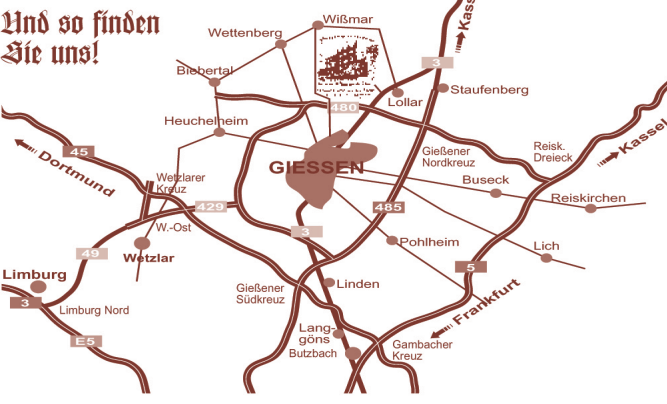 Und so finden
Sie uns!
Kassel
Wißmar
Wettenberg
3
Biebertal
Staufenberg
Lollar
480
Heuchelheim
Kassel
Gießener
Nordkreuz
Reisk.
Dreieck
45
Dortmund
GIESSEN
Wetzlarer
Kreuz
Buseck
Reiskirchen
429
485
W.-Ost
3
Pohlheim
Lich
49
Wetzlar
5
Limburg
Linden
Gießener
Südkreuz
Frankfurt
3
Limburg Nord
Lang-
göns
E5
Butzbach
Gambacher
Kreuz